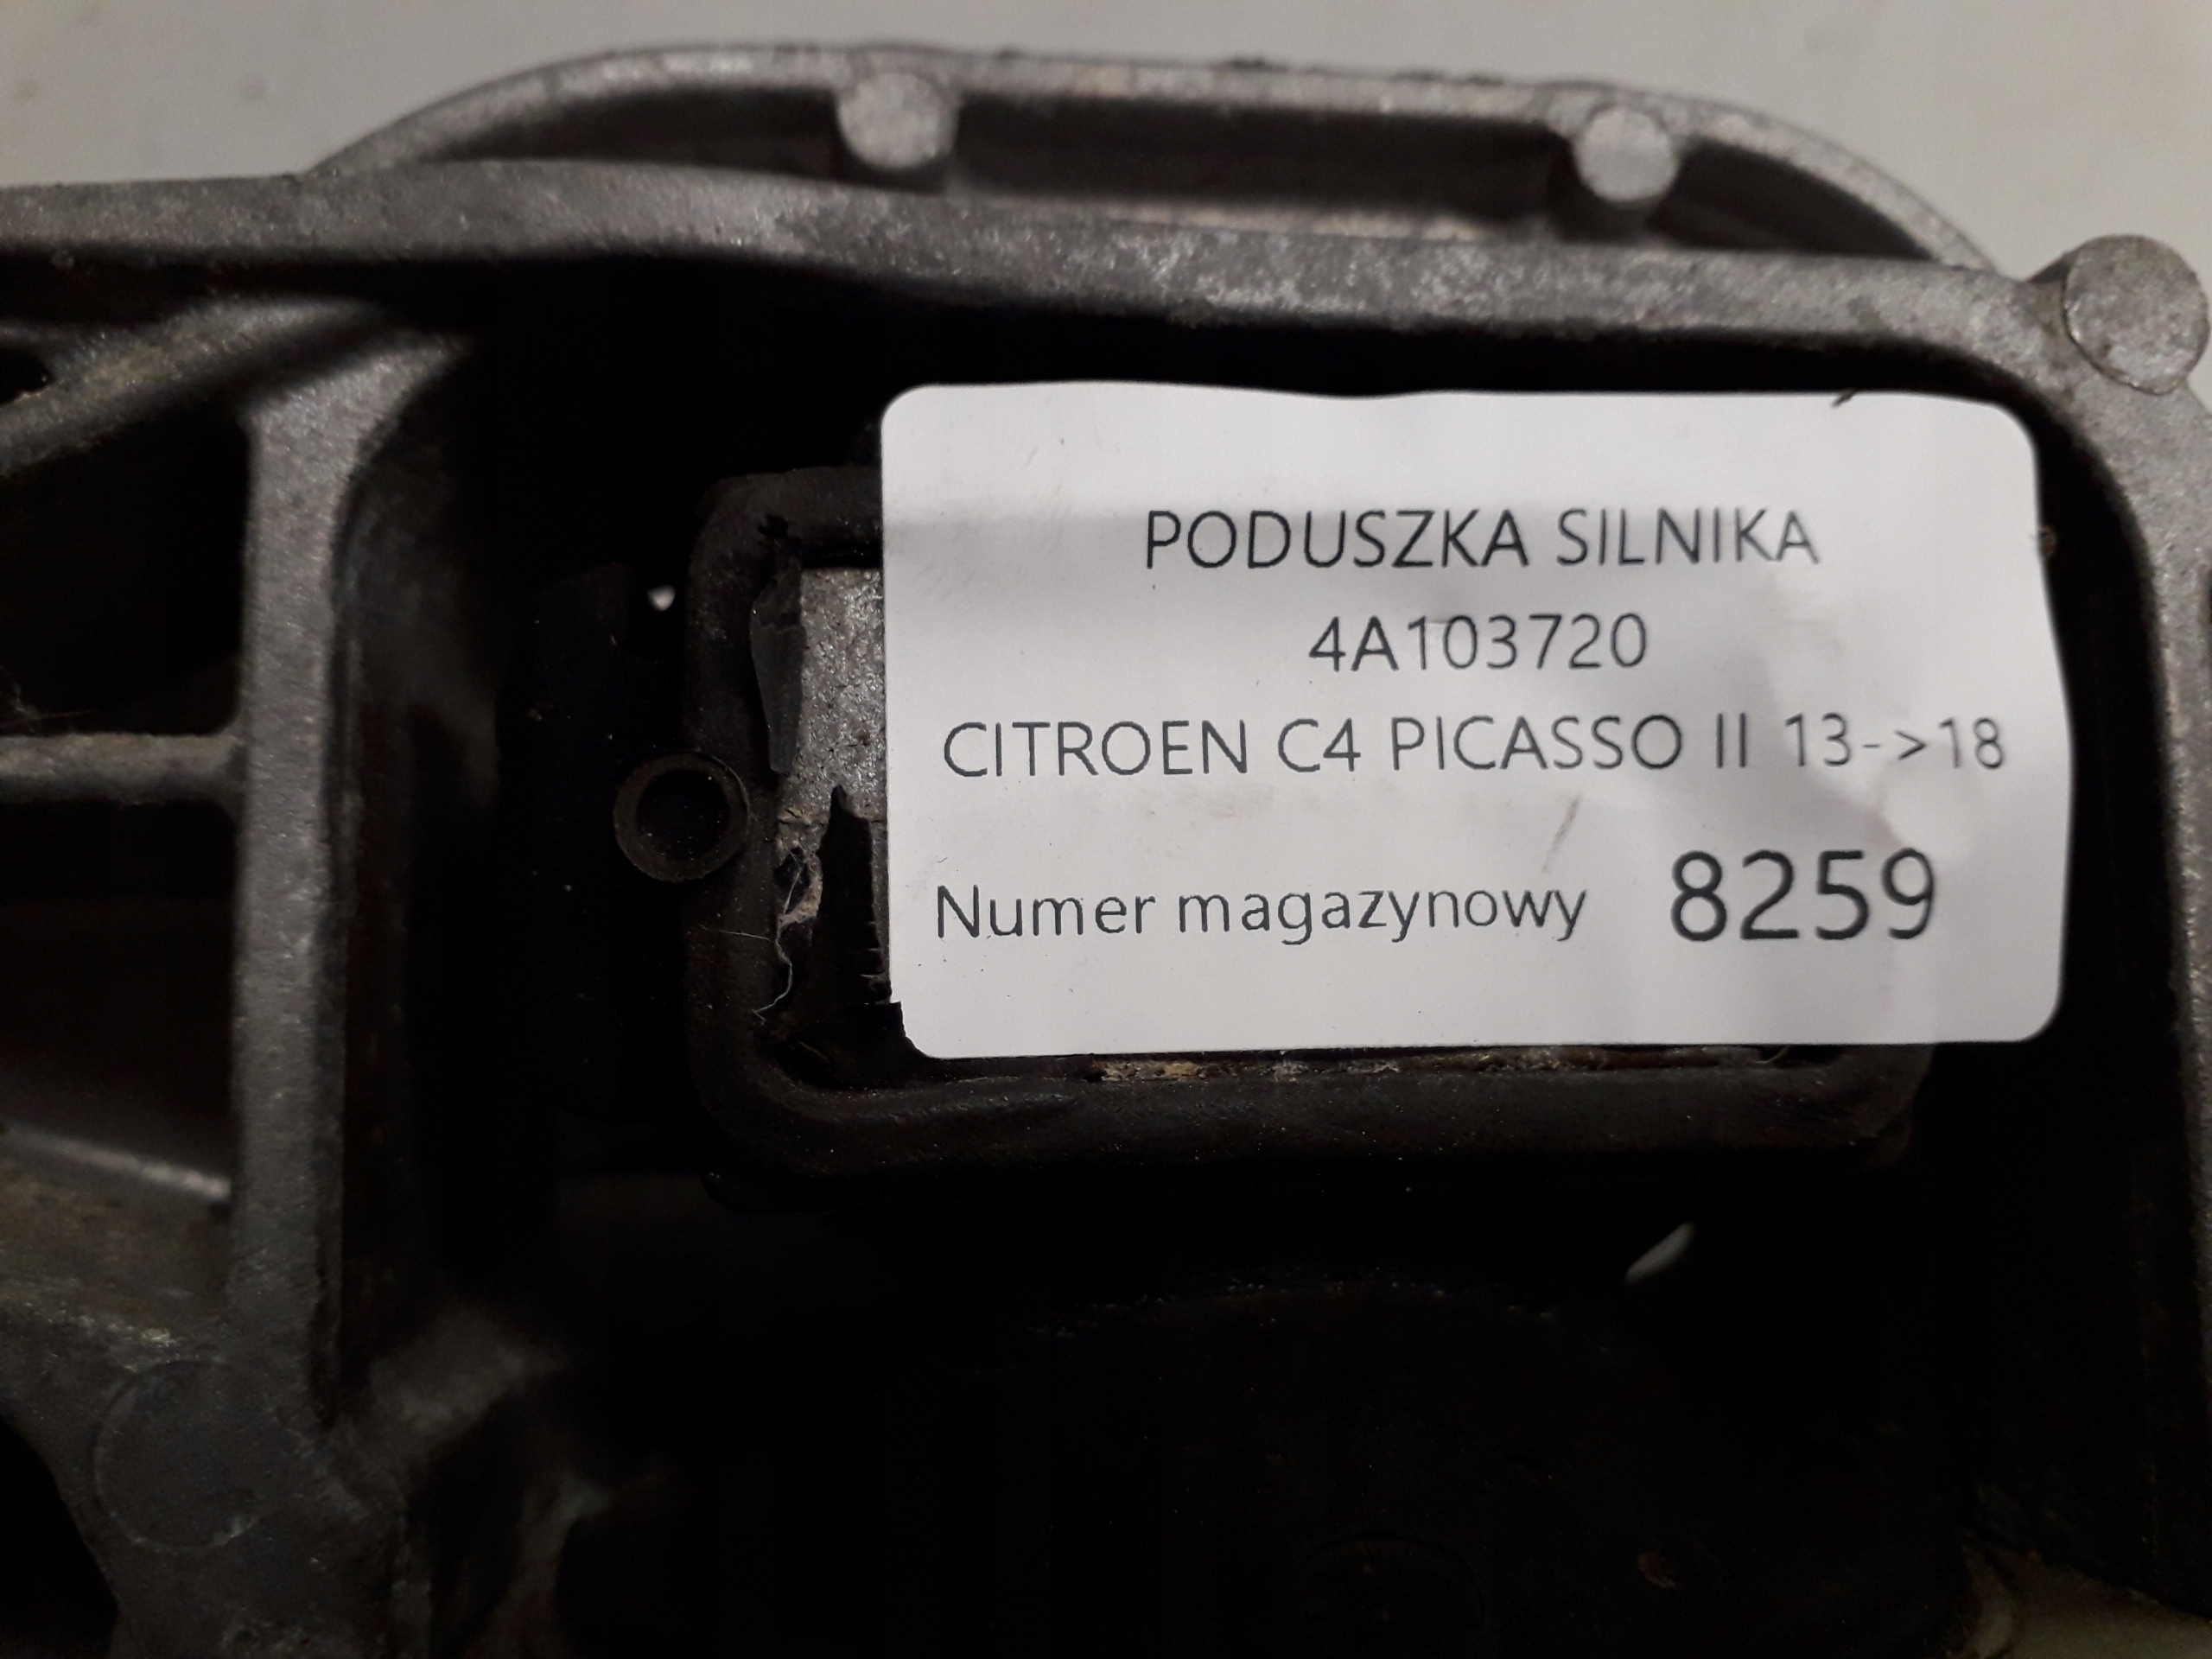 PODUSZKA SILNIKA
4A103720
CITROEN C4 PICASSO II 13->18
Numer magazynowy 8259